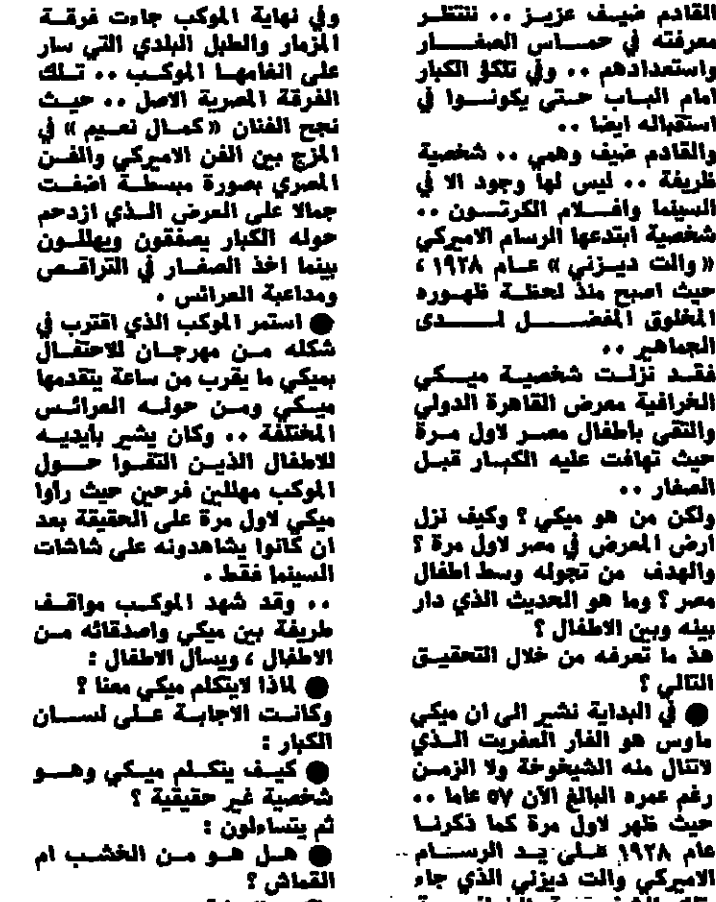 القادم ضيف عزيز .. ننتظر
معرفته في حماس الصغار
واستعدادهم .. وفي تلكؤ الكبار
امام الباب حتى يكونوا في
استقباله ايضا ..
والقادم ضيف وهمي .. شخصية
ظريفة .. ليس لها وجود الا في
السينما وافلام الكرتون ..
شخصية ابتدعها الرسام الاميركي
« والت ديزني » عام ١٩٢٨ ،
حيث اصبح منذ لحظة ظهوره
المخلوق المفضل لدى
الجماهير ..
فقد نزلت شخصية ميكي
الخرافية معرض القاهرة الدولي
والتقي باطفال مصر لاول مرة
حيث تهافت عليه الكبار قبل
الصغار ..
ولكن من هو ميكي ؟ وكيف نزل
ارض المعرض في مصر لاول مرة ؟
والهدف من تجوله وسط اطفال
مصر ؟ وما هو الحديث الذي دار
بينه وبين الاطفال ؟
هذ ما تعرفه من خلال التحقيق
التالي ؟
● في البداية نشير الى ان ميكي
ماوس هو الفار العفريت الذي
لاتنال منه الشيخوخة ولا الزمن
رغم عمره البالغ الآن ٥٧ عاما ..
حيث ظهر لاول مرة كما ذكرنا
عام ١٩٢٨ على يد الرسام
الاميركي والت ديزني الذي جاء
وفي نهاية الموكب جاءت فرقة
المزمار والطبل البلدي التي سار
على انغامها الموكب .. تلك
الفرقة المصرية الاصل .. حيث
نجح الفنان « كمال نعيم » في
المزج بين الفن الاميركي والفن
المصري بصورة مبسطة اضفت
جمالا على العرض الذي ازدحم
حوله الكبار يصفقون ويهللون
بينما اخذ الصغار في التراقص
ومداعبة العرائس .
● استمر الموكب الذي اقترب في
شكله من مهرجان للاحتفال
بميكي ما يقرب من ساعة يتقدمها
ميكي ومن حوله العرائس
المختلفة .. وكان يشير بأيديه
للاطفال الذين التفوا حول
الموكب مهللين فرحين حيث رأوا
ميكي لاول مرة على الحقيقة بعد
ان كانوا يشاهدونه على شاشات
السينما فقط .
.. وقد شهد الموكب مواقف
طريفة بين ميكي واصدقائه من
الاطفال ، ويسأل الاطفال :
● لماذا لايتكلم ميكي معنا ؟
وكانت الاجابة على لسان
الكبار :
● كيف يتكلم ميكي وهو
شخصية غير حقيقية ؟
ثم يتساءلون :
● هل هو من الخشب ام
القماش ؟